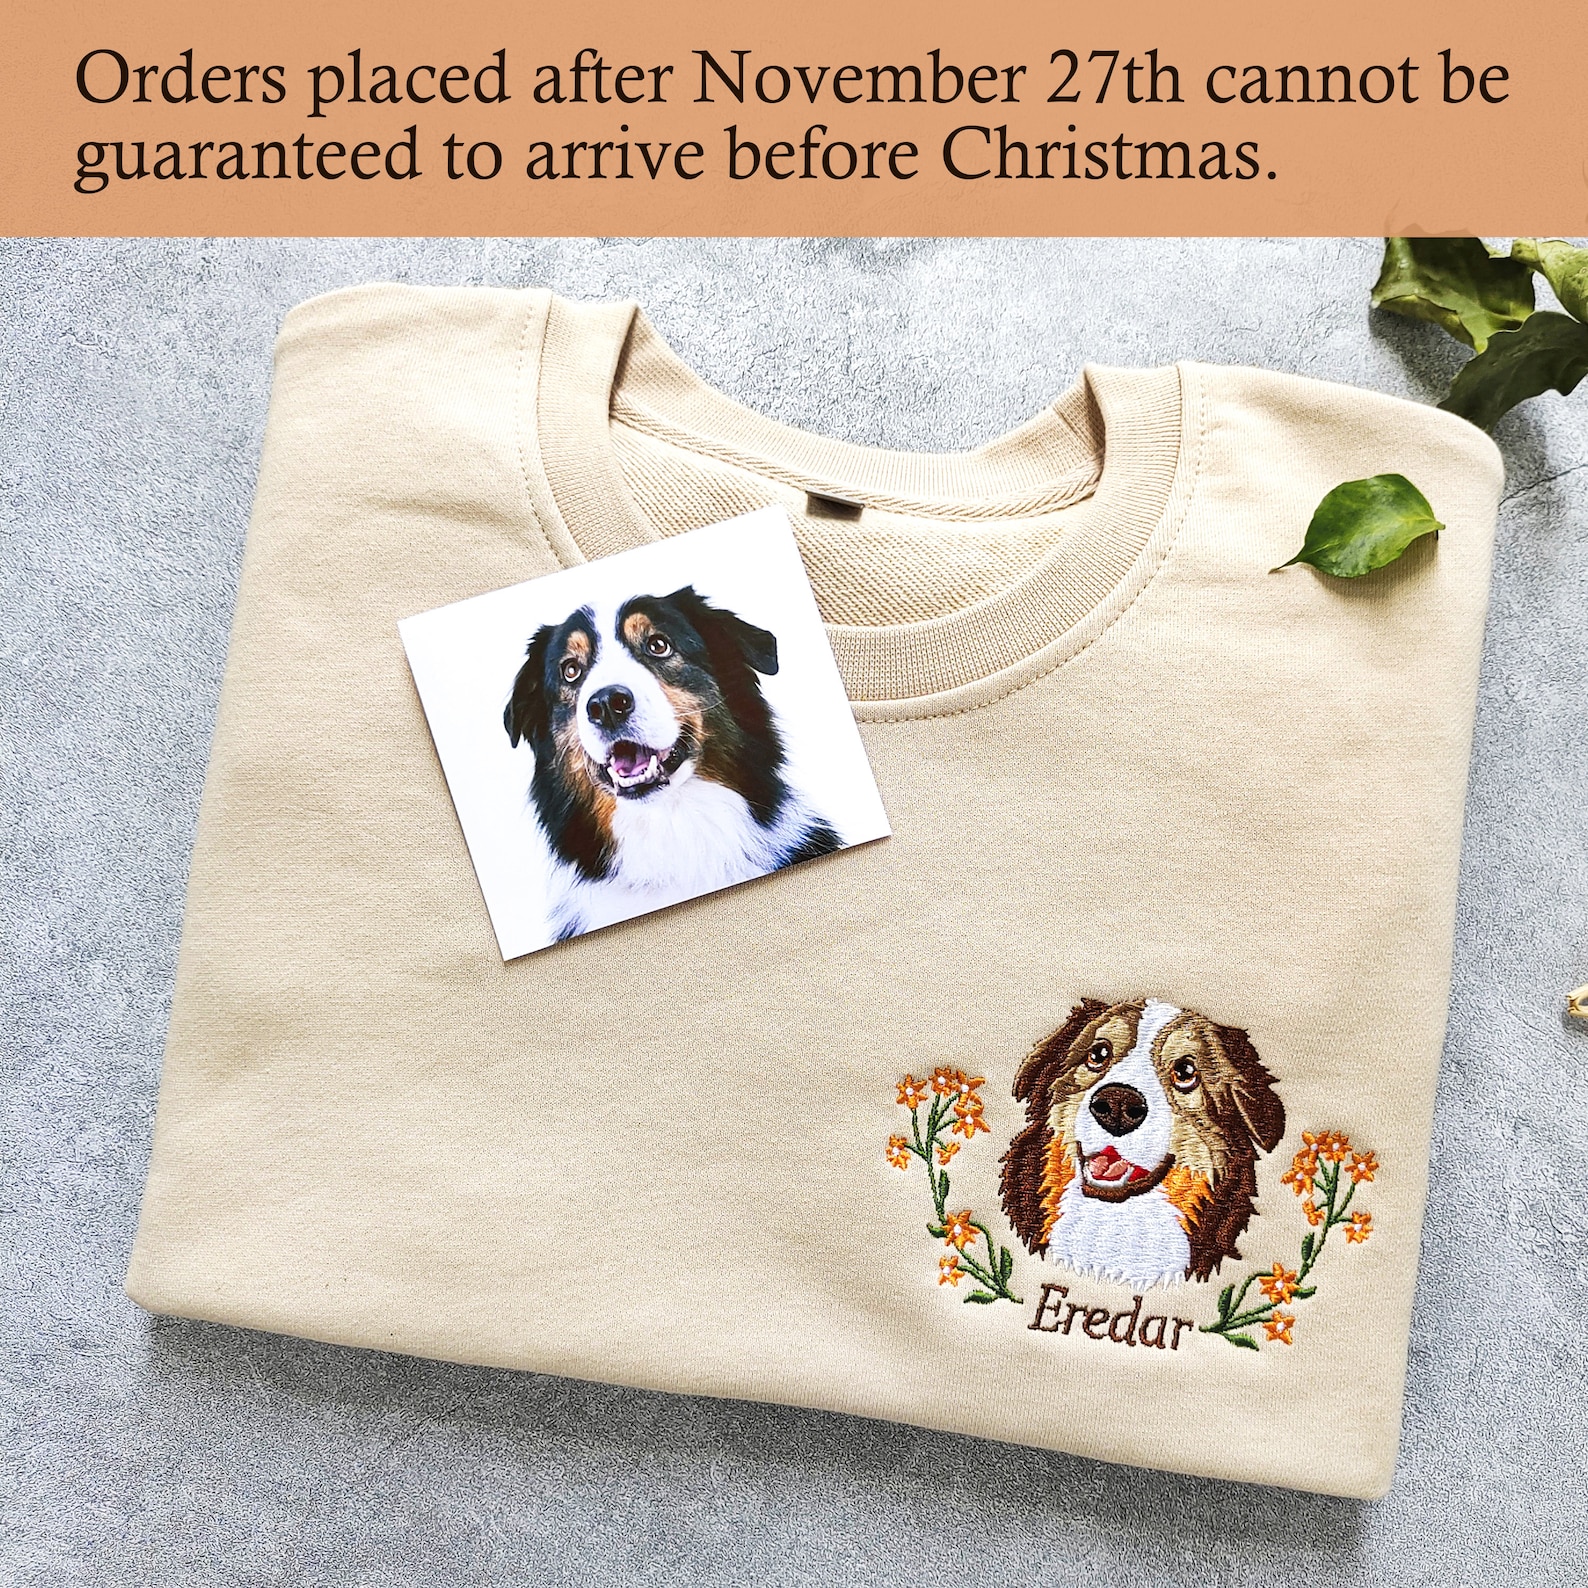 Orders placed after November 27th cannot be
guaranteed to arrive before Christmas.
Eredar